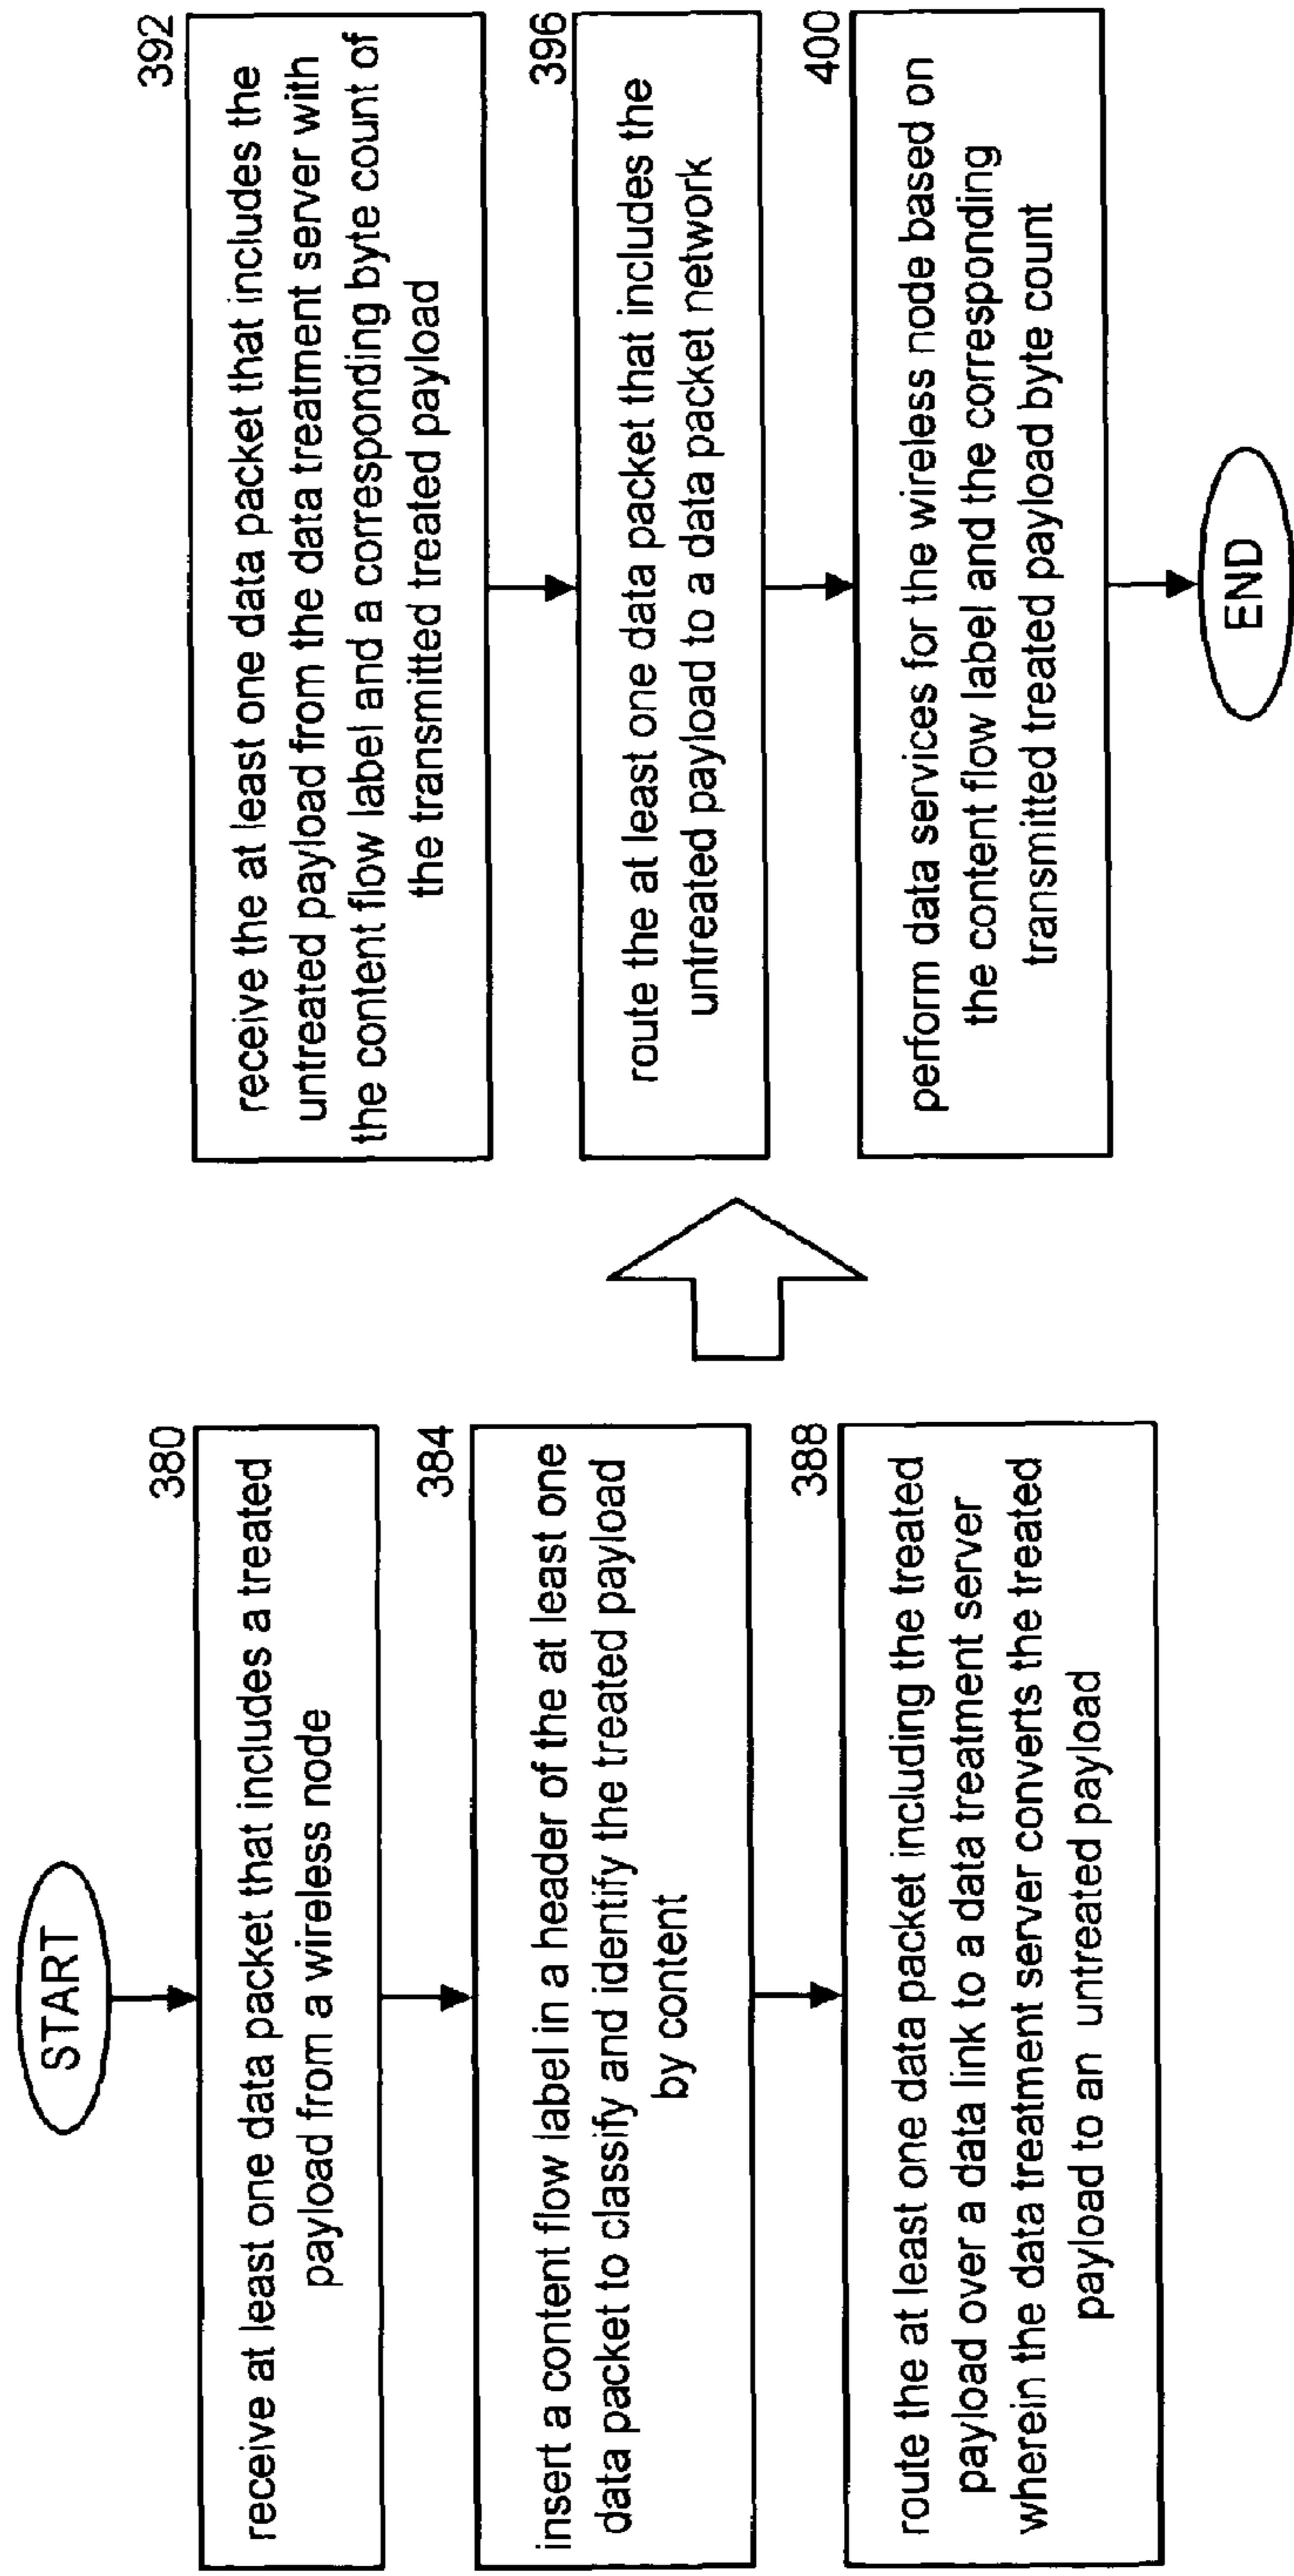 START
380
receive at least one data packet that includes a treated
payload from a wireless node
384
insert a content flow label in a header of the at least one
data packet to classify and identify the treated payload
by content
388
route the at least one data packet including the treated
payload over a data link to a data treatment server
wherein the data treatment server converts the treated
payload to an untreated payload
392
receive the at least one data packet that includes the
untreated payload from the data treatment server with
the content flow label and a corresponding byte count of
the transmitted treated payload
396
route the at least one data packet that includes the
untreated payload to a data packet network
400
perform data services for the wireless node based on
the content flow label and the corresponding
transmitted treated payload byte count
END